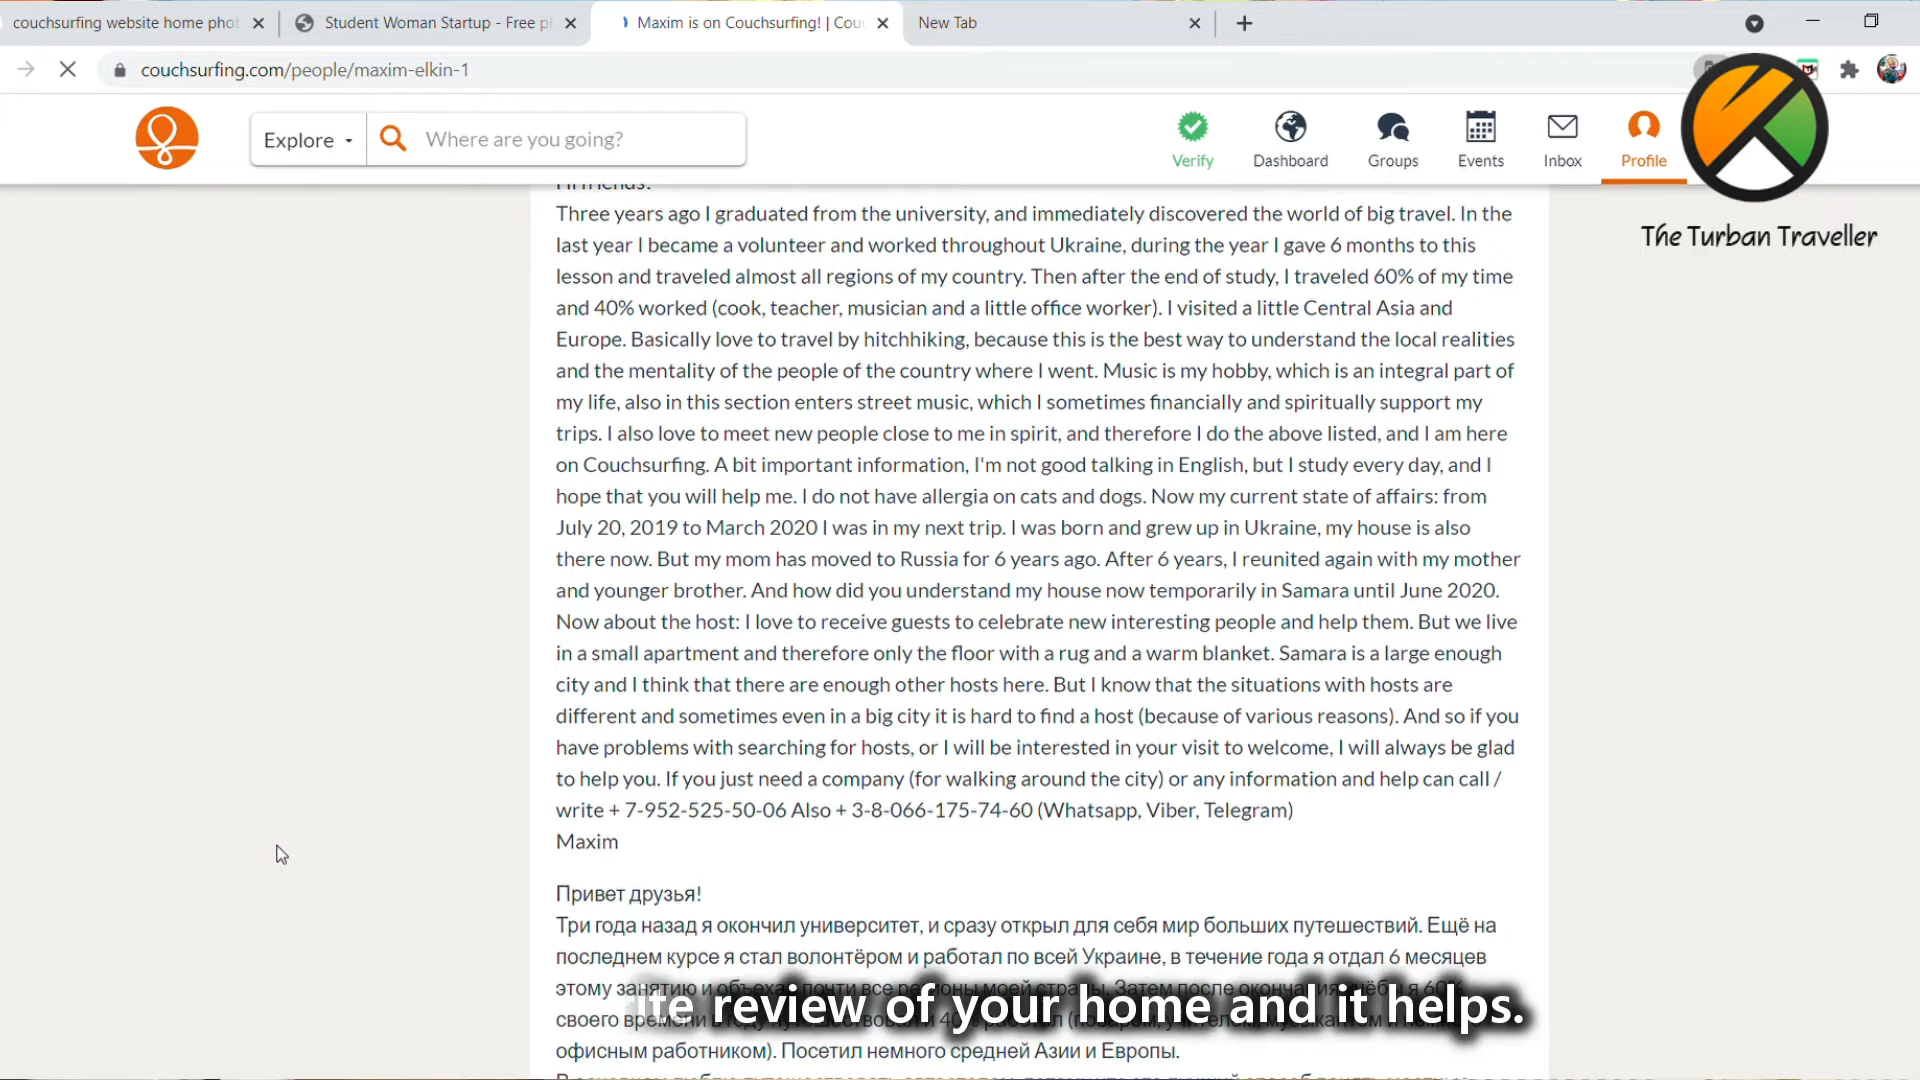 couchsurfing website home phot
Student Woman Startup - Free p
Maxim is on Couchsurfing! | Cou
New Tab
couchsurfing.com/people/maxim-elkin-1
Explore
Where are you going?
Verify
Dashboard
Groups
Events
Inbox
Profile
The Turban Traveller
Hi friends!
Three years ago I graduated from the university, and immediately discovered the world of big travel. In the
last year I became a volunteer and worked throughout Ukraine, during the year I gave 6 months to this
lesson and traveled almost all regions of my country. Then after the end of study, I traveled 60% of my time
and 40% worked (cook, teacher, musician and a little office worker). I visited a little Central Asia and
Europe. Basically love to travel by hitchhiking, because this is the best way to understand the local realities
and the mentality of the people of the country where I went. Music is my hobby, which is an integral part of
my life, also in this section enters street music, which I sometimes financially and spiritually support my
trips. I also love to meet new people close to me in spirit, and therefore I do the above listed, and I am here
on Couchsurfing. A bit important information, I'm not good talking in English, but I study every day, and I
hope that you will help me. I do not have allergia on cats and dogs. Now my current state of affairs: from
July 20, 2019 to March 2020 I was in my next trip. I was born and grew up in Ukraine, my house is also
there now. But my mom has moved to Russia for 6 years ago. After 6 years, I reunited again with my mother
and younger brother. And how did you understand my house now temporarily in Samara until June 2020.
Now about the host: I love to receive guests to celebrate new interesting people and help them. But we live
in a small apartment and therefore only the floor with a rug and a warm blanket. Samara is a large enough
city and I think that there are enough other hosts here. But I know that the situations with hosts are
different and sometimes even in a big city it is hard to find a host (because of various reasons). And so if you
have problems with searching for hosts, or I will be interested in your visit to welcome, I will always be glad
to help you. If you just need a company (for walking around the city) or any information and help can call /
write + 7-952-525-50-06 Also + 3-8-066-175-74-60 (Whatsapp, Viber, Telegram)
Maxim
Привет друзья!
Три года назад я окончил университет, и сразу открыл для себя мир больших путешествий. Ещё на
последнем курсе я стал волонтёром и работал по всей Украине, в течение года я отдал 6 месяцев
этому занятию и объехал почти все регионы моей страны. Затем после окончания учёбы я 60%
своего времени
review of your home and it helps.
офисным работником). Посетил немного средней Азии и Европы.